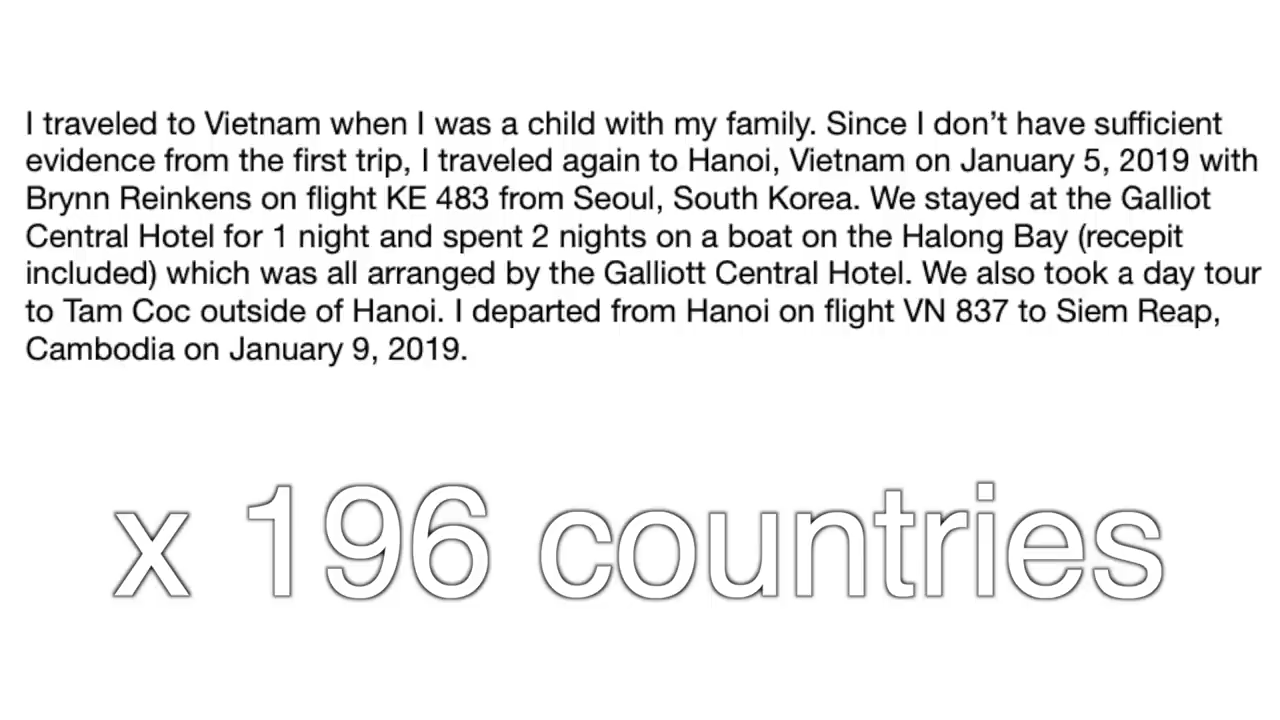 I traveled to Vietnam when I was a child with my family. Since I don’t have sufficient
evidence from the first trip, I traveled again to Hanoi, Vietnam on January 5, 2019 with
Brynn Reinkens on flight KE 483 from Seoul, South Korea. We stayed at the Galliot
Central Hotel for 1 night and spent 2 nights on a boat on the Halong Bay (recepit
included) which was all arranged by the Galliott Central Hotel. We also took a day tour
to Tam Coc outside of Hanoi. I departed from Hanoi on flight VN 837 to Siem Reap,
Cambodia on January 9, 2019.
x 196 countries